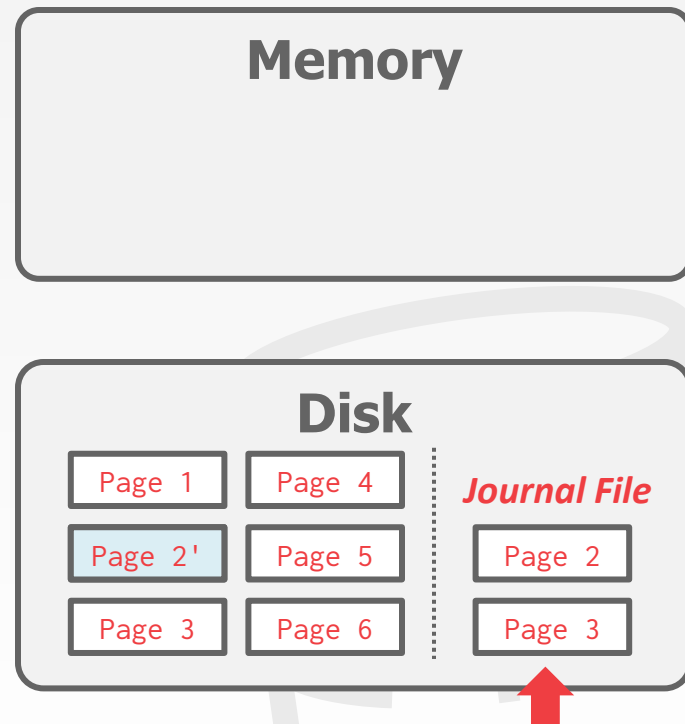 Memory
Disk
Page 1
Page 4
Journal File
Page 2'
Page 5
Page 2
Page 3
Page 6
Page 3